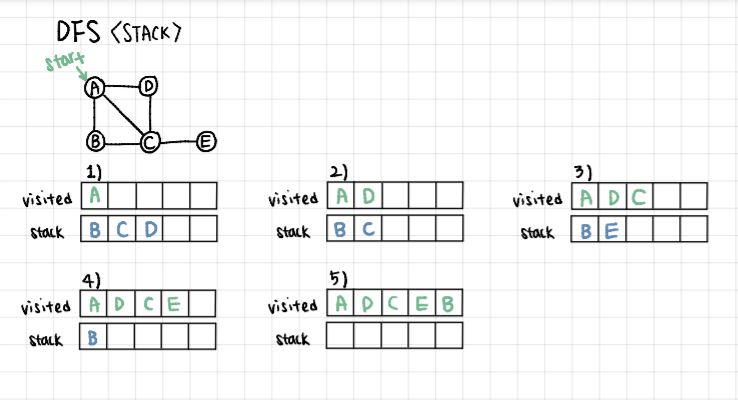 DFS <STACK>
start
A D
B C E
1) 2) 3)
visited A visited A D visited A D C
stack B C D stack B C stack B E
4) 5)
visited A D C E visited A D C E B
stack B stack